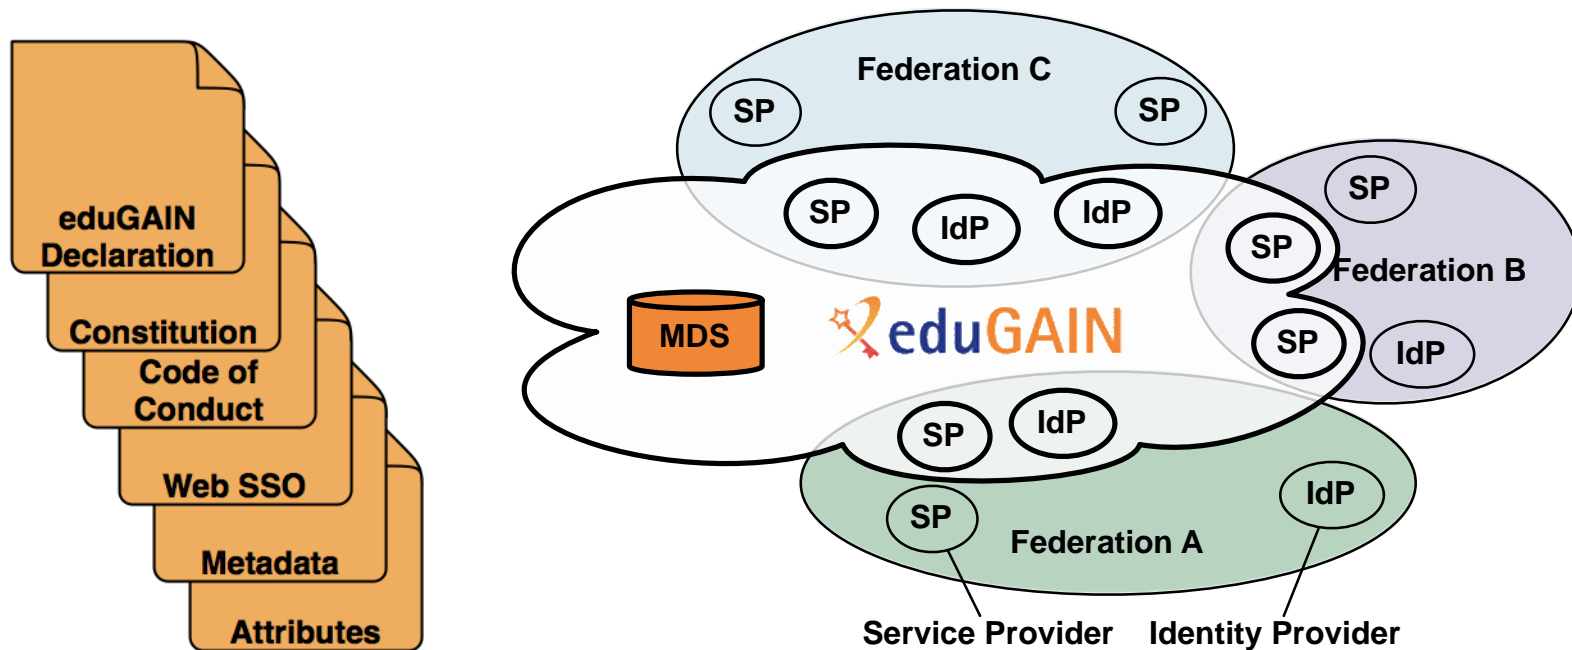 eduGAIN
Declaration
Constitution
Code of
Conduct
Web SSO
Metadata
Attributes
Federation C
SP
SP
SP
IdP
IdP
SP
SP
Federation B
SP
IdP
MDS
eduGAIN
SP
IdP
SP
IdP
Federation A
Service Provider
Identity Provider